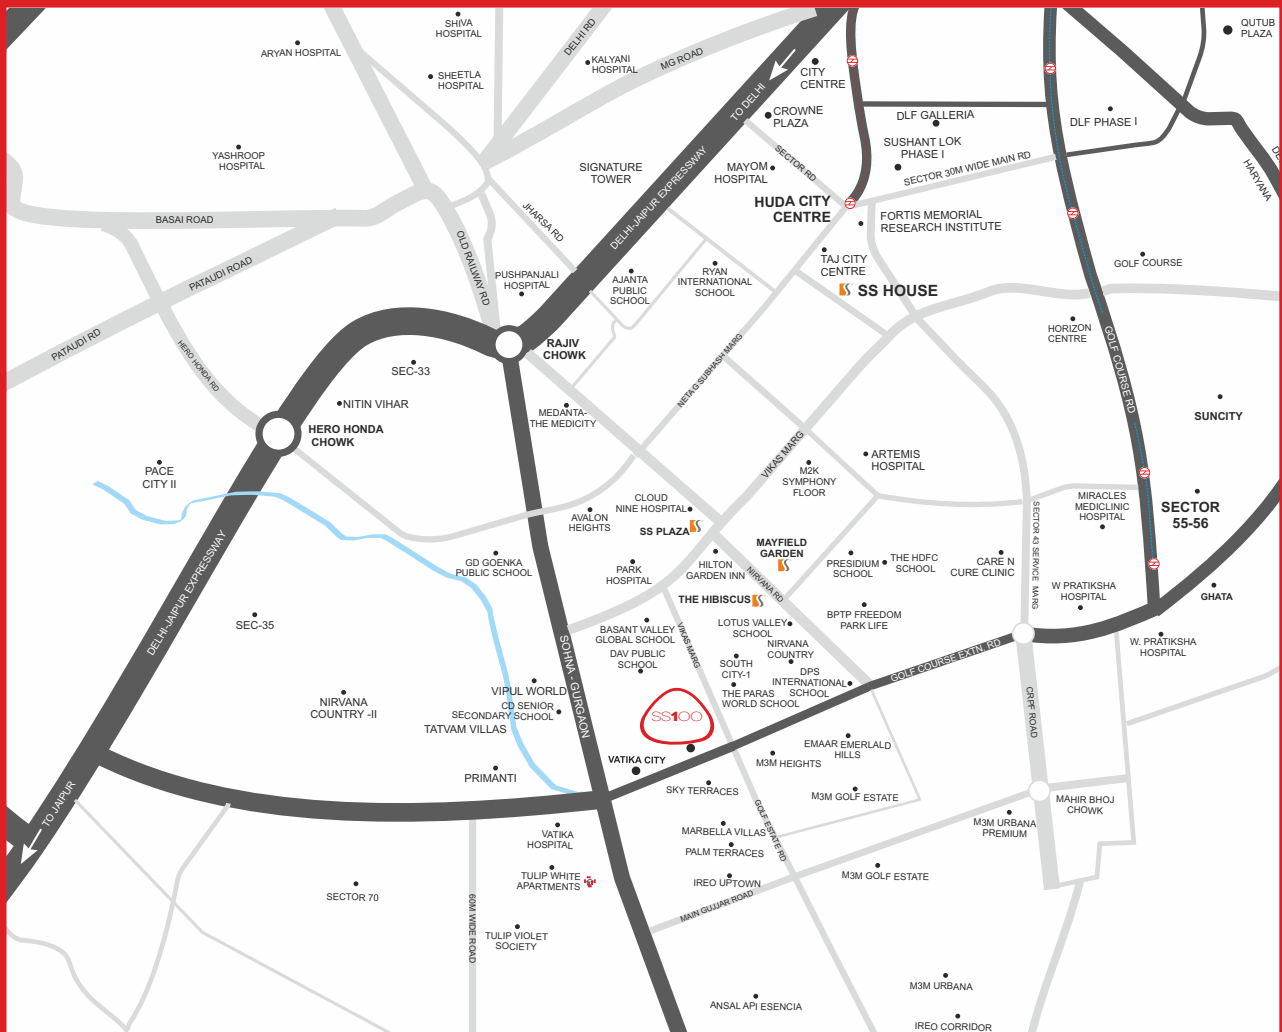 SHIVA
HOSPITAL
ARYAN HOSPITAL
SHEETLA
HOSPITAL
DELHI RD
KALYANI
HOSPITAL
MG ROAD
CITY
CENTRE
QUTUB
PLAZA
TO DELHI
CROWNE
PLAZA
DLF GALLERIA
DLF PHASE I
SUSHANT LOK
PHASE I
YASHROOP
HOSPITAL
SIGNATURE
TOWER
MAYOM
HOSPITAL
SECTOR RD
SECTOR 30M WIDE MAIN RD
HARYANA
DELHI-JAIPUR EXPRESSWAY
HUDA CITY
CENTRE
BASAI ROAD
JHARSA RD
FORTIS MEMORIAL
RESEARCH INSTITUTE
OLD RAILWAY RD
PATAUDI ROAD
PUSHPANJALI
HOSPITAL
AJANTA
PUBLIC
SCHOOL
RYAN
INTERNATIONAL
SCHOOL
TAJ CITY
CENTRE
SS HOUSE
GOLF COURSE
PATAUDI RD
HERO HONDA RD
RAJIV
CHOWK
SEC-33
NETA G SUBHASH MARG
HORIZON
CENTRE
GOLF COURSE RD
NITIN VIHAR
HERO HONDA
CHOWK
MEDANTA-
THE MEDICITY
SUNCITY
VIKAS MARG
ARTEMIS
HOSPITAL
M2K
SYMPHONY
FLOOR
PACE
CITY II
CLOUD
NINE HOSPITAL
AVALON
HEIGHTS
SS PLAZA
MAYFIELD
GARDEN
MIRACLES
MEDICLINIC
HOSPITAL
SECTOR
55-56
SECTOR 43 SERVICE MARG
DELHI-JAIPUR EXPRESSWAY
GD GOENKA
PUBLIC SCHOOL
PARK
HOSPITAL
HILTON
GARDEN INN
NIRVANA RD
PRESIDIUM
SCHOOL
THE HDFC
SCHOOL
CARE N
CURE CLINIC
W PRATIKSHA
HOSPITAL
GHATA
THE HIBISCUS
SEC-35
BPTP FREEDOM
PARK LIFE
LOTUS VALLEY
SCHOOL
BASANT VALLEY
GLOBAL SCHOOL
VIKAS MARG
NIRVANA
COUNTRY
W. PRATIKSHA
HOSPITAL
SOHNA - GURGAON
DAV PUBLIC
SCHOOL
SOUTH
CITY-1
DPS
INTERNATIONAL
SCHOOL
GOLF COURSE EXTN. RD
THE PARAS
WORLD SCHOOL
NIRVANA
COUNTRY -II
VIPUL WORLD
CD SENIOR
SECONDARY SCHOOL
TATVAM VILLAS
SS100
CRPF ROAD
EMAAR EMERLALD
HILLS
VATIKA CITY
M3M HEIGHTS
PRIMANTI
SKY TERRACES
M3M GOLF ESTATE
MAHIR BHOJ
CHOWK
TO JAIPUR
GOLF ESTATE RD
M3M URBANA
PREMIUM
VATIKA
HOSPITAL
MARBELLA VILLAS
PALM TERRACES
TULIP WHITE
APARTMENTS
IREO UPTOWN
M3M GOLF ESTATE
SECTOR 70
MAIN GUJJAR ROAD
60M WIDE ROAD
TULIP VIOLET
SOCIETY
M3M URBANA
ANSAL API ESENCIA
IREO CORRIDOR